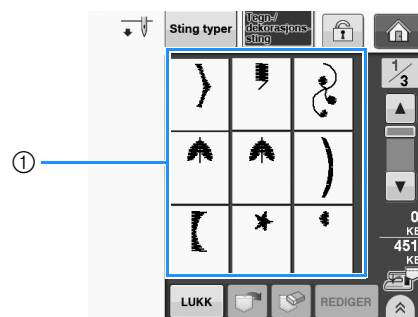 Sting typer
Tegn-/
dekorasjons-
sting
1/3
①
0
KB
451
KB
LUKK
REDIGER